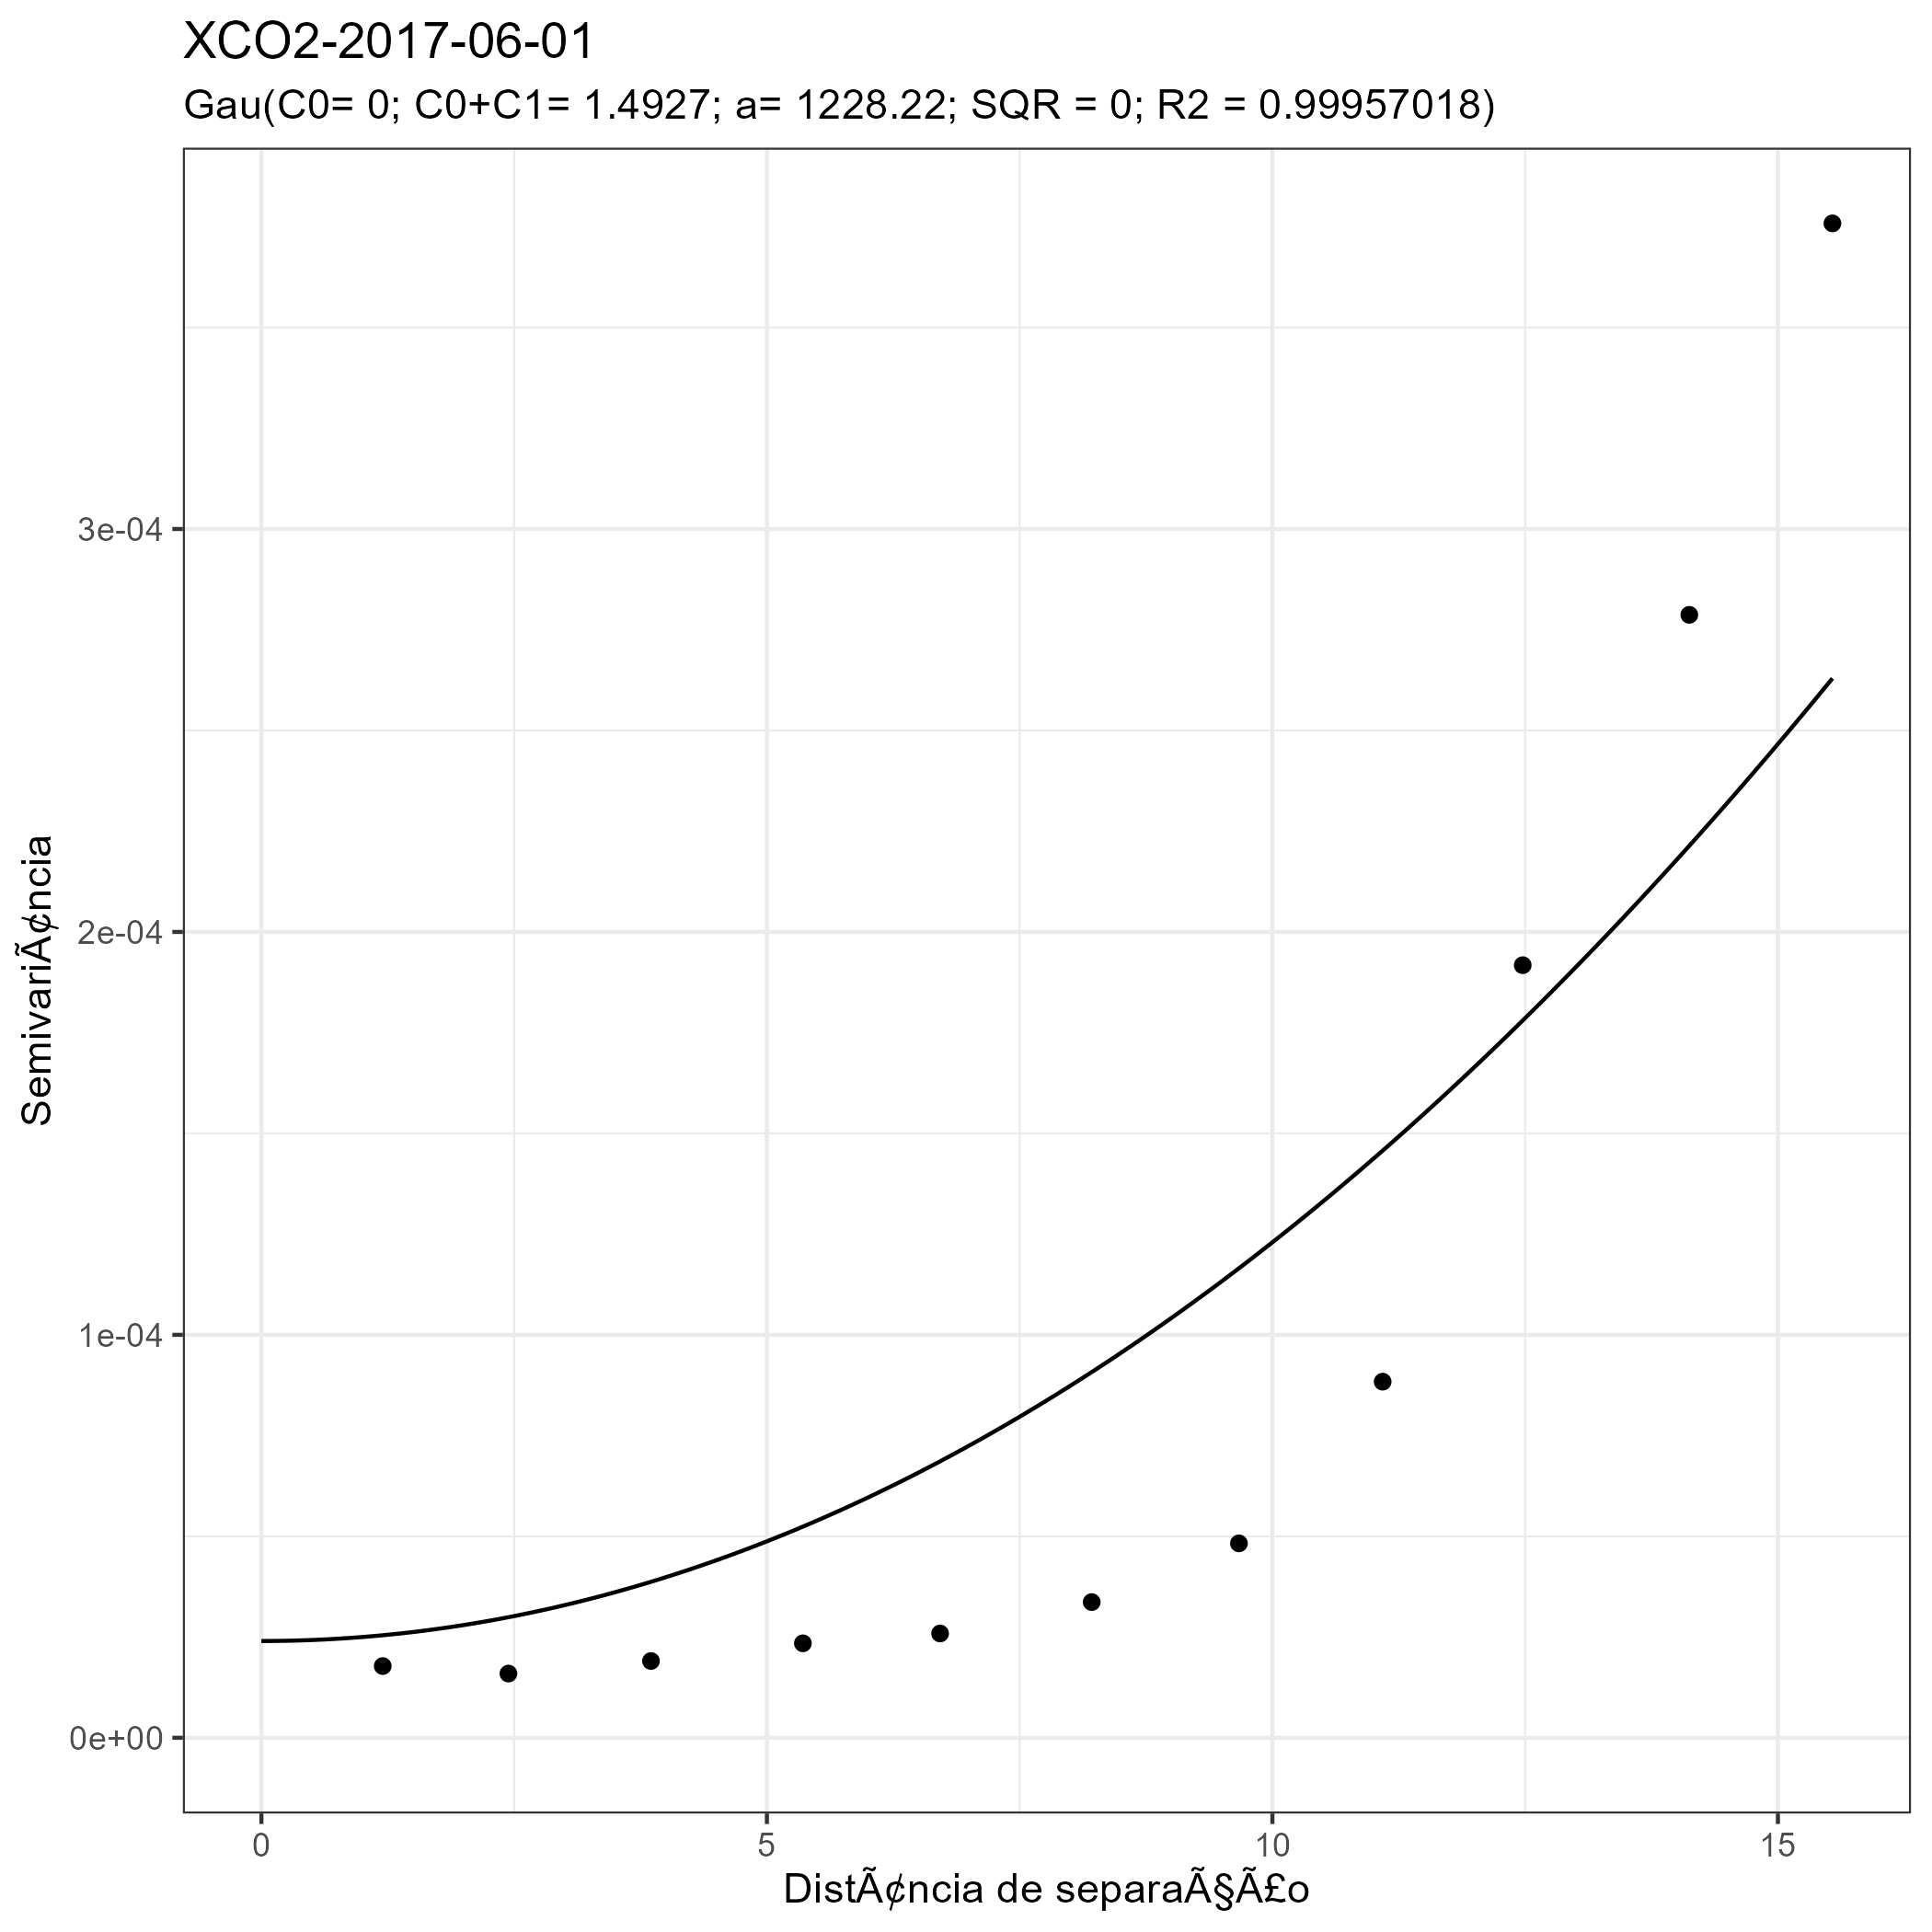 XCO2-2017-06-01
Gau(C0= 0; C0+C1= 1.4927; a= 1228.22; SQR = 0; R2 = 0.99957018)
SemivariÃ¢ncia
3e-04
2e-04
1e-04
0e+00
0 5 10 15
DistÃ¢ncia de separaÃ§Ã£o